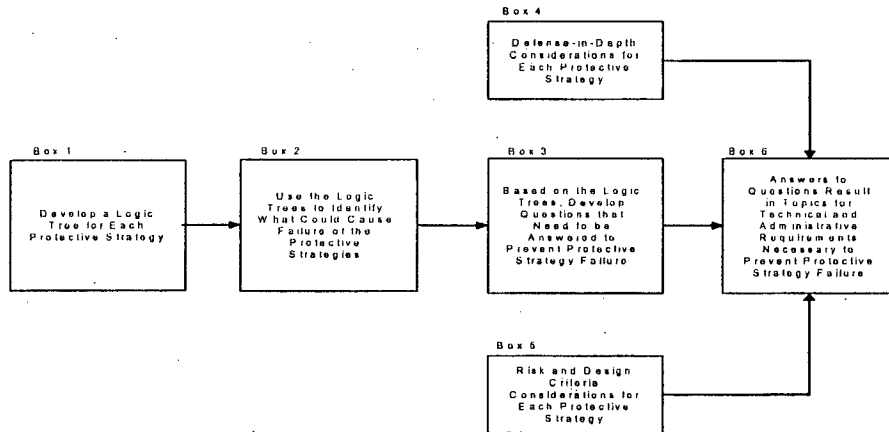 Box 4
Defense-in-Depth
Considerations for
Each Protective
Strategy
Box 1
Develop a Logic
Tree for Each
Protective Strategy
Box 2
Use the Logic
Trees to Identify
What Could Cause
Failure of the
Protective
Strategies
Box 3
Based on the Logic
Trees, Develop
Questions that
Need to be
Answered to
Prevent Protective
Strategy Failure
Box 6
Answers to
Questions Result
in Topics for
Technical and
Administrative
Requirements
Necessary to
Prevent Protective
Strategy Failure
Box 5
Risk and Design
Criteria
Considerations for
Each Protective
Strategy